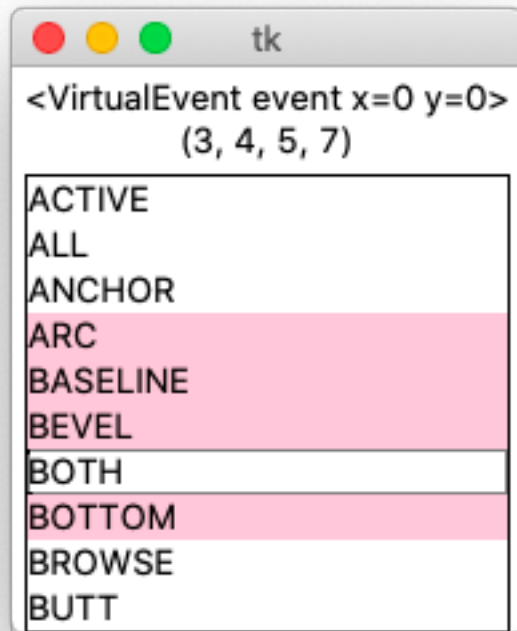 tk
<VirtualEvent event x=0 y=0>
(3, 4, 5, 7)
ACTIVE
ALL
ANCHOR
ARC
BASELINE
BEVEL
BOTH
BOTTOM
BROWSE
BUTT